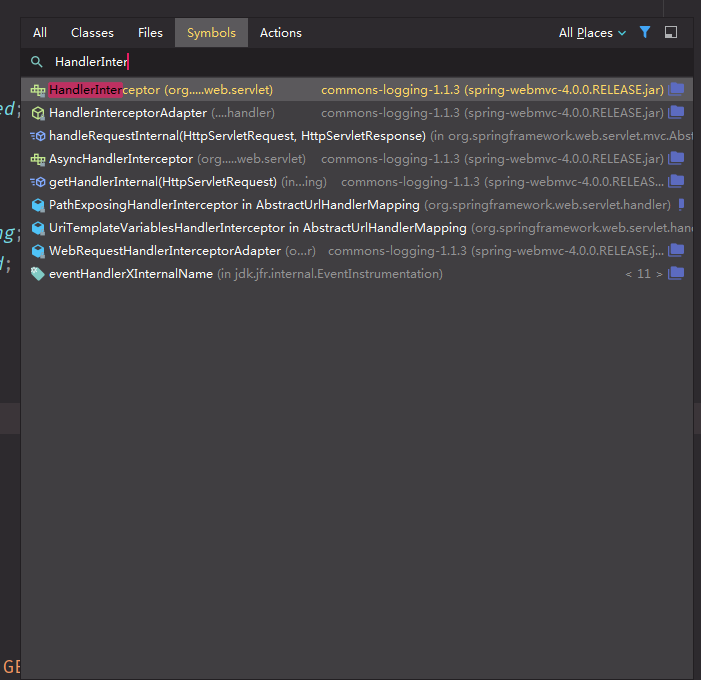 All Classes Files Symbols Actions All Places
HandlerInter
ed;
HandlerInterceptor (org.....web.servlet) commons-logging-1.1.3 (spring-webmvc-4.0.0.RELEASE.jar)
HandlerInterceptorAdapter (....handler) commons-logging-1.1.3 (spring-webmvc-4.0.0.RELEASE.jar)
handleRequestInternal(HttpServletRequest, HttpServletResponse) (in org.springframework.web.servlet.mvc.Abst
AsyncHandlerInterceptor (org.....web.servlet) commons-logging-1.1.3 (spring-webmvc-4.0.0.RELEASE.jar)
getHandlerInternal(HttpServletRequest) (in...ing) commons-logging-1.1.3 (spring-webmvc-4.0.0.RELEAS...
PathExposingHandlerInterceptor in AbstractUrlHandlerMapping (org.springframework.web.servlet.handler)
ng;
UriTemplateVariablesHandlerInterceptor in AbstractUrlHandlerMapping (org.springframework.web.servlet.hand
WebRequestHandlerInterceptorAdapter (o...r) commons-logging-1.1.3 (spring-webmvc-4.0.0.RELEASE.j...
d;
eventHandlerXInternalName (in jdk.jfr.internal.EventInstrumentation) < 11 >
GE